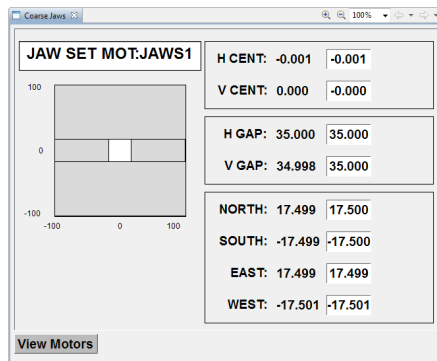 Coarse Jaws
100%
JAW SET MOT:JAWS1
100
0
-100
-100 0 100
H CENT: -0.001 -0.001
V CENT: 0.000 -0.000
H GAP: 35.000 35.000
V GAP: 34.998 35.000
NORTH: 17.499 17.500
SOUTH: -17.499 -17.500
EAST: 17.499 17.499
WEST: -17.501 -17.501
View Motors